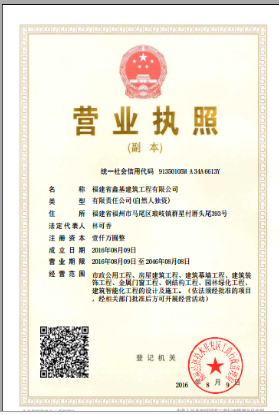 营业执照
(副 本)
统一社会信用代码 91350105MA34A6613Y
名 称 福建省鑫基建筑工程有限公司
类 型 有限责任公司(自然人独资)
住 所 福建省福州市马尾区琅岐镇群星村游头尾393号
法定代表人 林可香
注册资本 壹仟万圆整
成立日期 2016年08月09日
营业期限 2016年08月09日 至 2046年08月08日
经营范围 市政公用工程、房屋建筑工程、建筑幕墙工程、建筑装
饰工程、金属门窗工程、钢结构工程、园林绿化工程、
建筑智能化工程的设计及施工。(依法须经批准的项目
,经相关部门批准后方可开展经营活动)
登记机关
2016 年 8 月 9 日